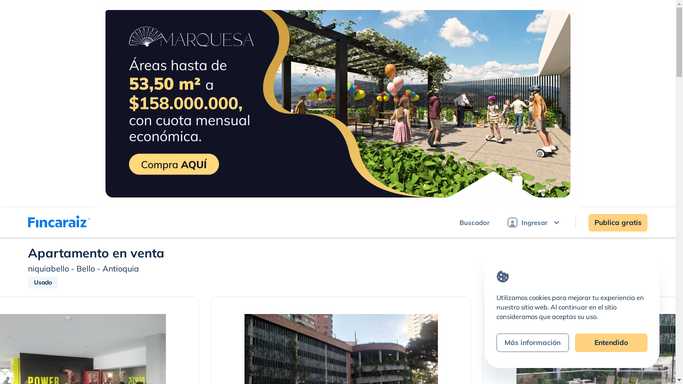 MARQUESA
Áreas hasta de
53,50 m² a
$158.000.000,
con cuota mensual
económica.
Compra AQUÍ
Fincaraiz
Buscador
Ingresar
Publica gratis
Apartamento en venta
niquiabello - Bello - Antioquia
Usado
Utilizamos cookies para mejorar tu experiencia en
nuestro sitio web. Al continuar en el sitio
consideramos que aceptas su uso.
Más información
Entendido
POWER